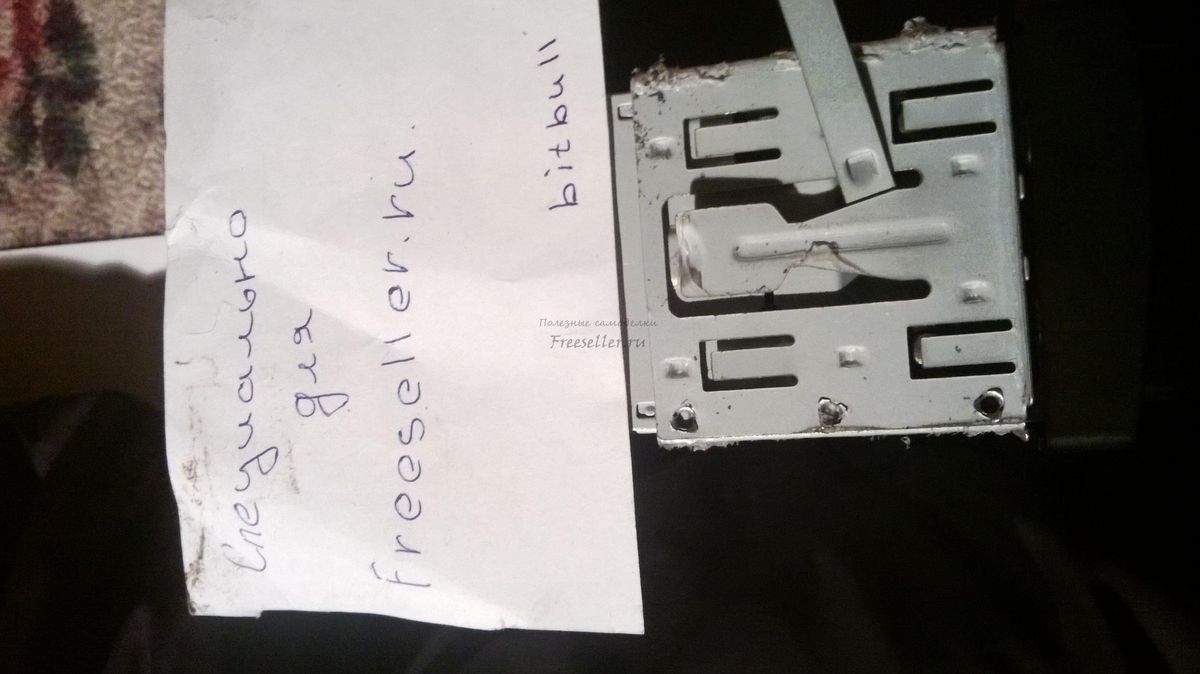 Специально
для
Freeseller.ru
bitbull
Полезные самоделки
Freeseller.ru